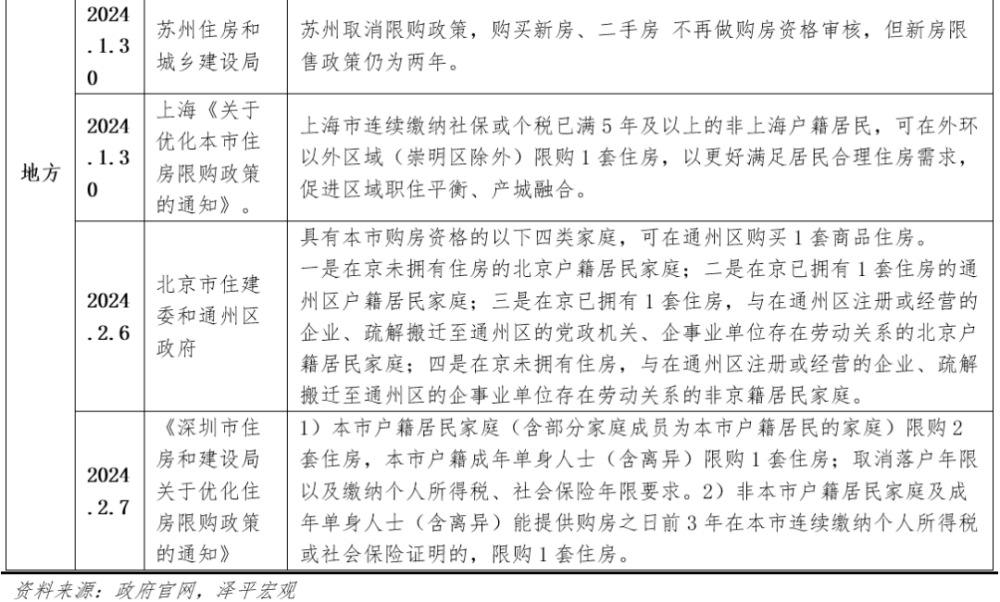 地方
2024
.1.3
0
苏州住房和
城乡建设局
苏州取消限购政策，购买新房、二手房 不再做购房资格审核，但新房限
售政策仍为两年。
2024
.1.3
0
上海《关于
优化本市住
房限购政策
的通知》。
上海市连续缴纳社保或个税已满 5 年及以上的非上海户籍居民，可在外环
以外区域（崇明区除外）限购 1 套住房，以更好满足居民合理住房需求，
促进区域职住平衡、产城融合。
2024
.2.6
北京市住建
委和通州区
政府
具有本市购房资格的以下四类家庭，可在通州区购买 1 套商品住房。
一是在京未拥有住房的北京户籍居民家庭；二是在京已拥有 1 套住房的通
州区户籍居民家庭；三是在京已拥有 1 套住房，与在通州区注册或经营的
企业、疏解搬迁至通州区的党政机关、企事业单位存在劳动关系的北京户
籍居民家庭；四是在京未拥有住房，与在通州区注册或经营的企业、疏解
搬迁至通州区的企事业单位存在劳动关系的非京籍居民家庭。
2024
.2.7
《深圳市住
房和建设局
关于优化住
房限购政策
的通知》
1）本市户籍居民家庭（含部分家庭成员为本市户籍居民的家庭）限购 2
套住房，本市户籍成年单身人士（含离异）限购 1 套住房；取消落户年限
以及缴纳个人所得税、社会保险年限要求。2）非本市户籍居民家庭及成
年单身人士（含离异）能提供购房之日前 3 年在本市连续缴纳个人所得税
或社会保险证明的，限购 1 套住房。
资料来源：政府官网，泽平宏观